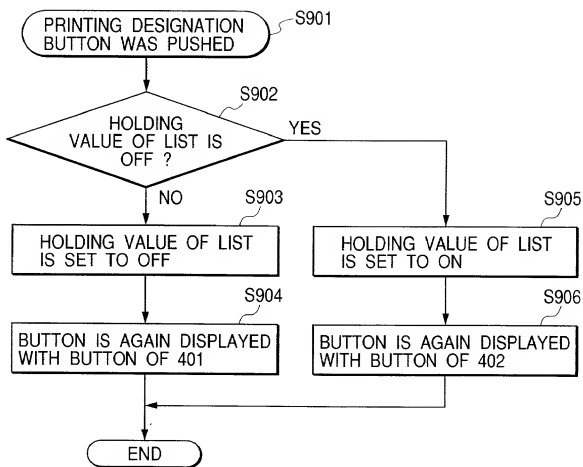 PRINTING DESIGNATION
BUTTON WAS PUSHED
S901
S902
HOLDING
VALUE OF LIST IS
OFF ?
YES
NO
S903
HOLDING VALUE OF LIST
IS SET TO OFF
S905
HOLDING VALUE OF LIST
IS SET TO ON
S904
BUTTON IS AGAIN DISPLAYED
WITH BUTTON OF 401
S906
BUTTON IS AGAIN DISPLAYED
WITH BUTTON OF 402
END